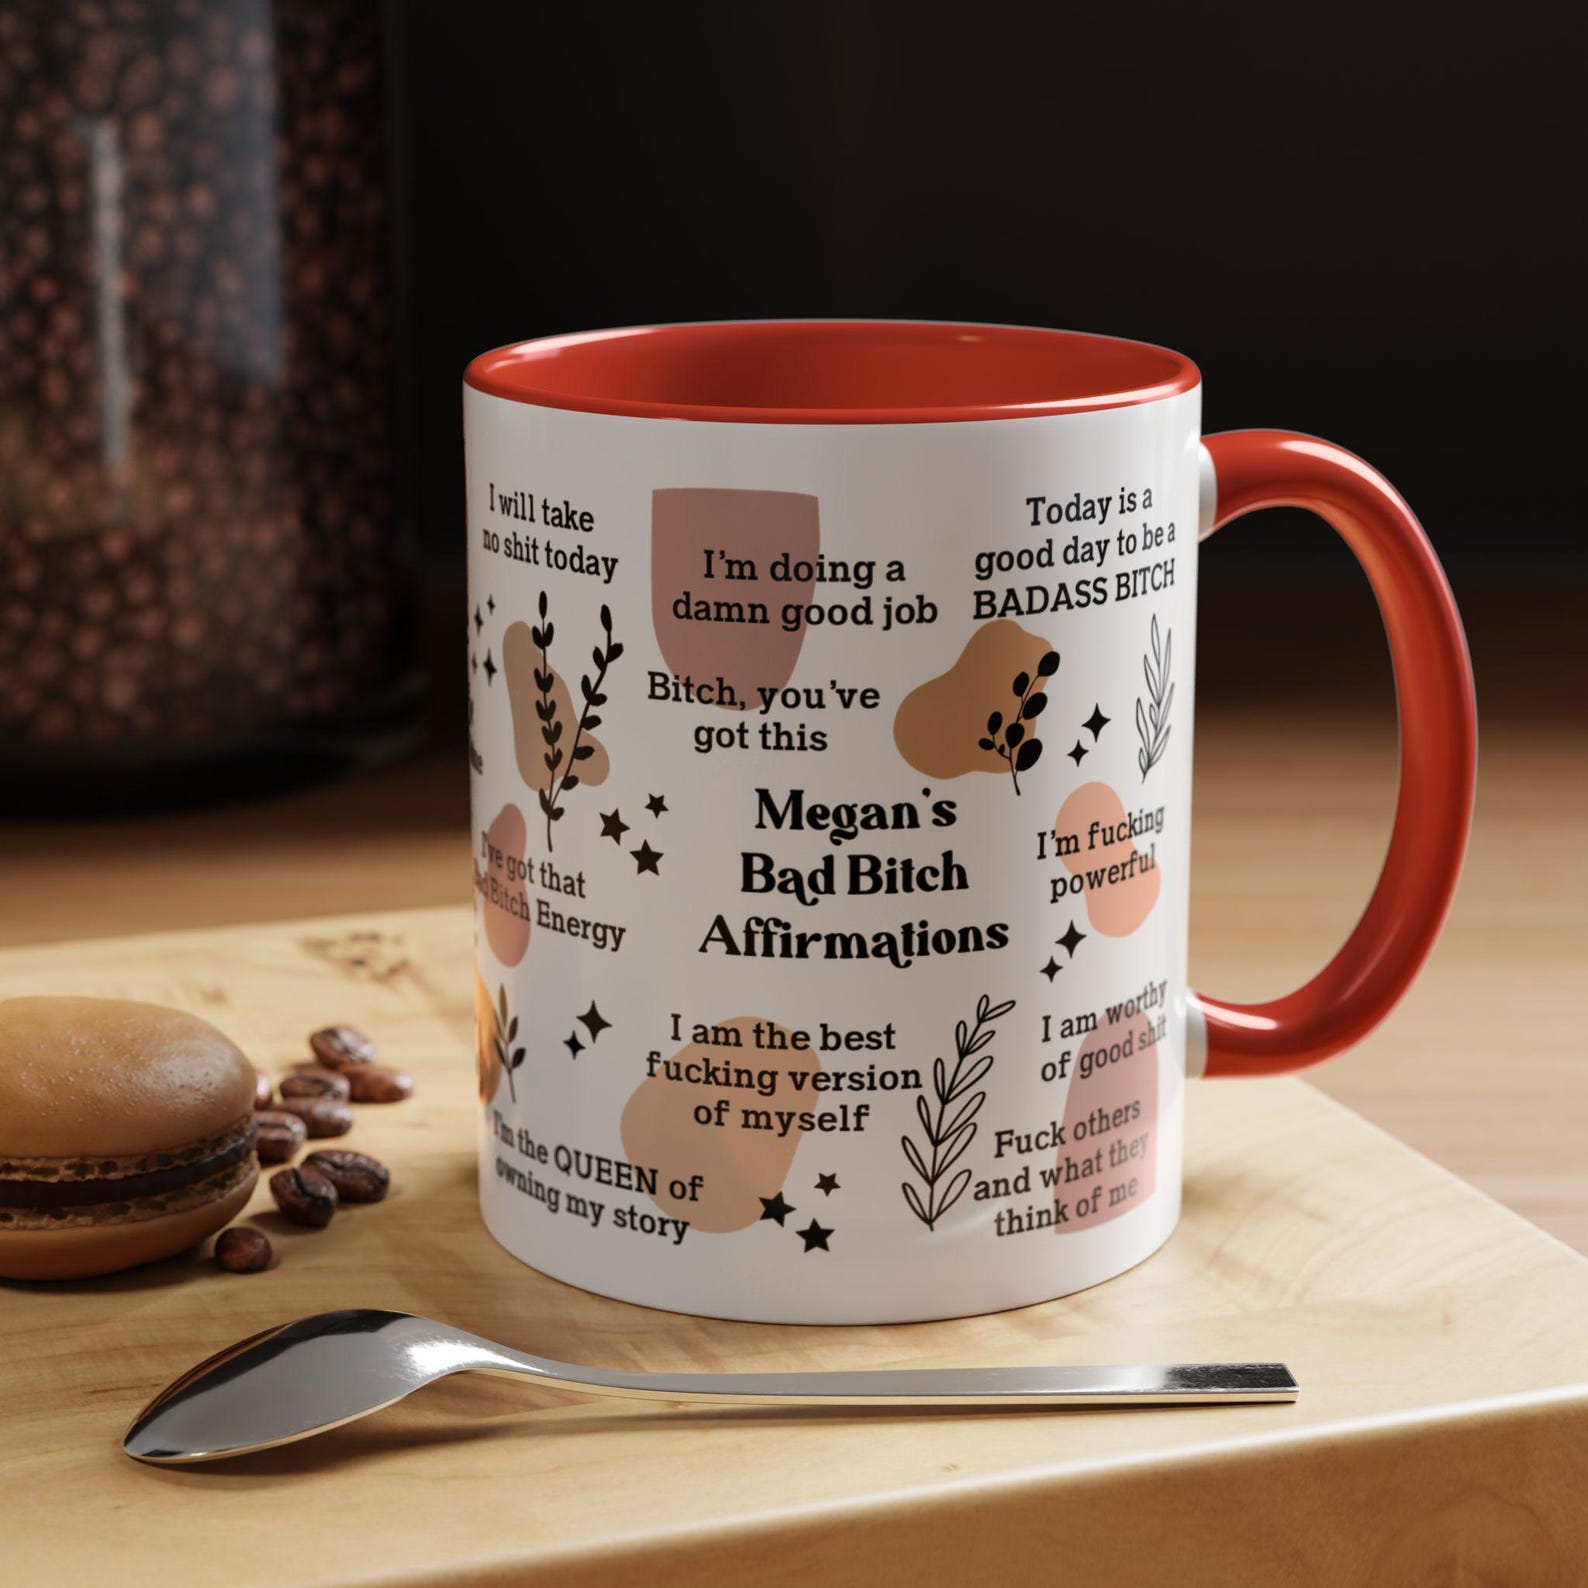 I will take
no shit today
I'm doing a
damn good job
Today is a
good day to be a
BADASS BITCH
Bitch, you've
got this
Megan's
Bad Bitch
Affirmations
I'm fucking
powerful
I've got that
Bad Bitch Energy
I am the best
fucking version
of myself
I am worthy
of good shit
I'm the QUEEN of
owning my story
Fuck others
and what they
think of me